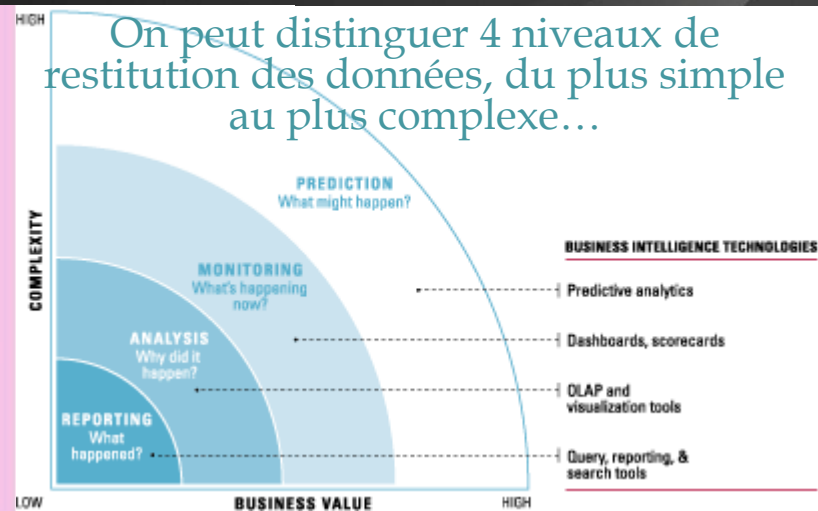 HIGH
On peut distinguer 4 niveaux de
restitution des données, du plus simple
au plus complexe…
PREDICTION
What might happen?
COMPLEXITY
BUSINESS INTELLIGENCE TECHNOLOGIES
MONITORING
What's happening
now?
Predictive analytics
ANALYSIS
Why did it
happen?
Dashboards, scorecards
OLAP and
visualization tools
REPORTING
What
happened?
Query, reporting, &
search tools
LOW
BUSINESS VALUE
HIGH